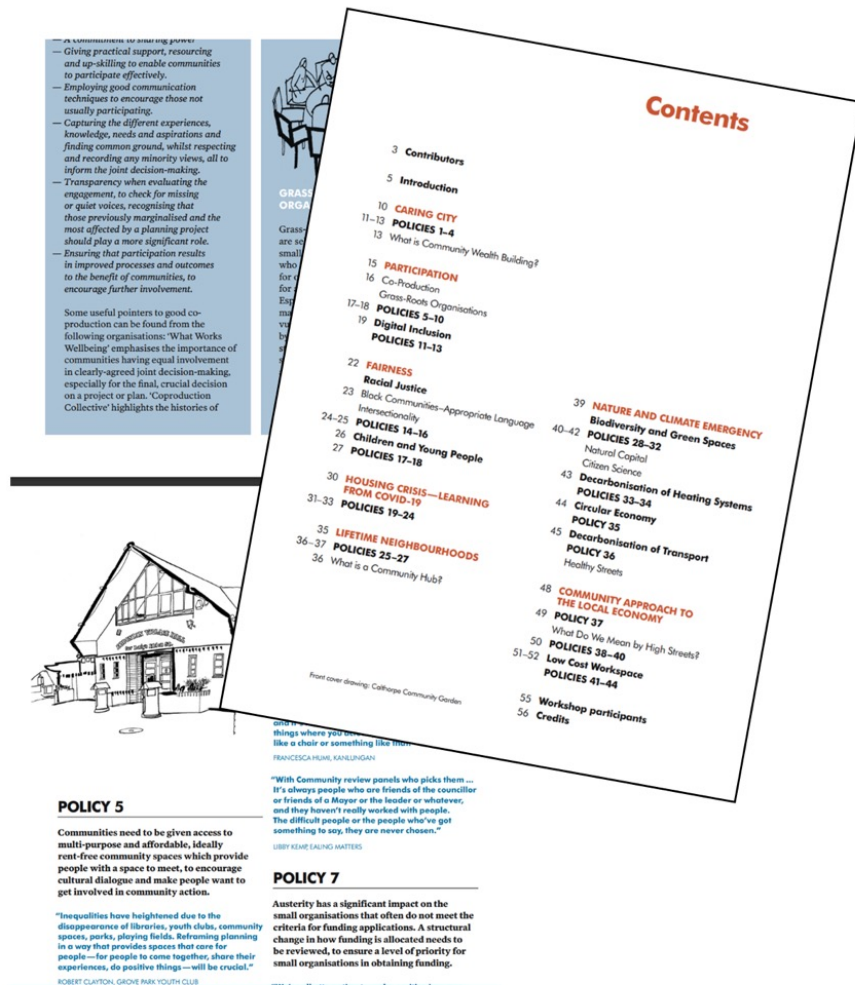 — A commitment to sharing power
— Giving practical support, resourcing
and up-skilling to enable communities
to participate effectively.
— Employing good communication
techniques to encourage those not
usually participating.
— Capturing the different experiences,
knowledge, needs and aspirations and
finding common ground, whilst respecting
and recording any minority views, all to
inform the joint decision-making.
— Transparency when evaluating the
engagement, to check for missing
or quiet voices, recognising that
those previously marginalised and the
most affected by a planning project
should play a more significant role.
— Ensuring that participation results
in improved processes and outcomes
to the benefit of communities, to
encourage further involvement.
Some useful pointers to good co-
production can be found from the
following organisations: ‘What Works
Wellbeing’ emphasises the importance of
communities having equal involvement
in clearly-agreed joint decision-making,
especially for the final, crucial decision
on a project or plan. ‘Coproduction
Collective’ highlights the histories of
GRASS
ORGA
Grass-
are se
small
who
for
for
Esp
ma
vu
by
Contents
3 Contributors
5 Introduction
10 CARING CITY
11–13 POLICIES 1–4
13 What is Community Wealth Building?
15 PARTICIPATION
16 Co-Production
Grass-Roots Organisations
17–18 POLICIES 5–10
19 Digital Inclusion
POLICIES 11–13
22 FAIRNESS
Racial Justice
23 Black Communities–Appropriate Language
Intersectionality
24–25 POLICIES 14–16
26 Children and Young People
27 POLICIES 17–18
30 HOUSING CRISIS—LEARNING
FROM COVID-19
31–33 POLICIES 19–24
35 LIFETIME NEIGHBOURHOODS
36–37 POLICIES 25–27
36 What is a Community Hub?
39 NATURE AND CLIMATE EMERGENCY
Biodiversity and Green Spaces
40–42 POLICIES 28–32
Natural Capital
Citizen Science
43 Decarbonisation of Heating Systems
POLICIES 33–34
44 Circular Economy
POLICY 35
45 Decarbonisation of Transport
POLICY 36
Healthy Streets
48 COMMUNITY APPROACH TO
THE LOCAL ECONOMY
49 POLICY 37
What Do We Mean by High Streets?
50 POLICIES 38–40
51–52 Low Cost Workspace
POLICIES 41–44
55 Workshop participants
56 Credits
Front cover drawing: Calthorpe Community Garden
VILLAGE HALL
POLICY 5
Communities need to be given access to
multi-purpose and affordable, ideally
rent-free community spaces which provide
people with a space to meet, to encourage
cultural dialogue and make people want to
get involved in community action.
“Inequalities have heightened due to the
disappearance of libraries, youth clubs, community
spaces, parks, playing fields. Reframing planning
in a way that provides spaces that care for
people—for people to come together, share their
experiences, do positive things—will be crucial.”
ROBERT CLAYTON, GROVE PARK YOUTH CLUB
things where you
like a chair or something like that
FRANCESCA HUMI, KANLUNGAN
“With Community review panels who picks them ...
It’s always people who are friends of the councillor
or friends of a Mayor or the leader or whatever,
and they haven’t really worked with people.
The difficult people or the people who’ve got
something to say, they are never chosen.”
LIBBY KEMP, EALING MATTERS
POLICY 7
Austerity has a significant impact on the
small organisations that often do not meet the
criteria for funding applications. A structural
change in how funding is allocated needs to
be reviewed, to ensure a level of priority for
small organisations in obtaining funding.